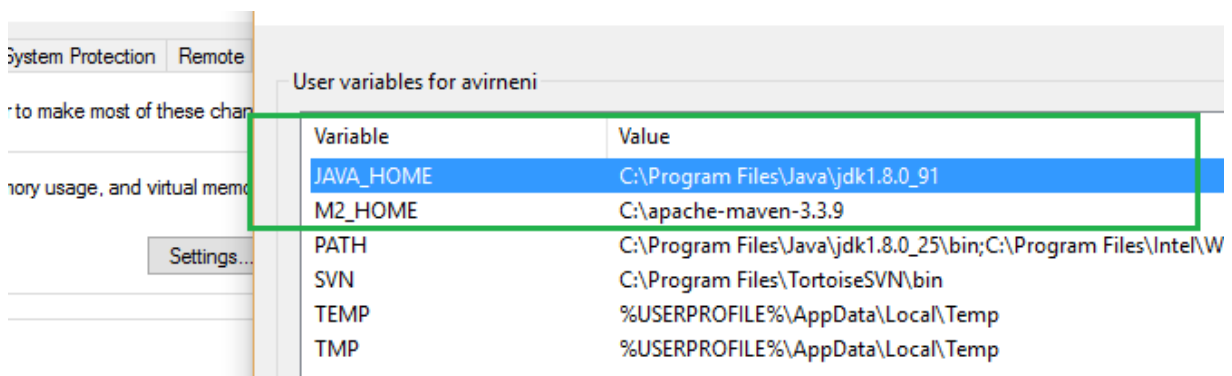 System Protection Remote
r to make most of these chan
nory usage, and virtual memo
Settings...
User variables for avirneni
Variable Value
JAVA_HOME C:\Program Files\Java\jdk1.8.0_91
M2_HOME C:\apache-maven-3.3.9
PATH C:\Program Files\Java\jdk1.8.0_25\bin;C:\Program Files\Intel\W
SVN C:\Program Files\TortoiseSVN\bin
TEMP %USERPROFILE%\AppData\Local\Temp
TMP %USERPROFILE%\AppData\Local\Temp